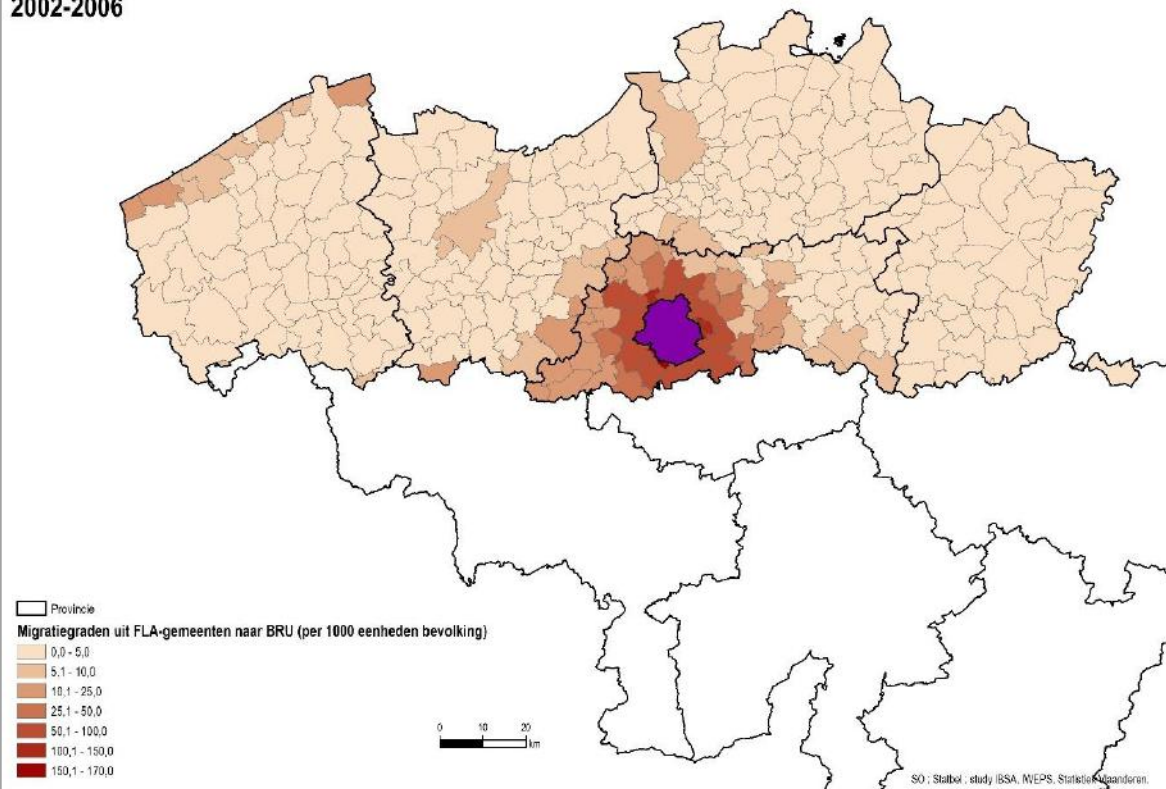 2002-2006
Provincie
Migratiegraden uit FLA-gemeenten naar BRU (per 1000 eenheden bevolking)
0,0 - 5,0
5,1 - 10,0
10,1 - 25,0
25,1 - 50,0
50,1 - 100,0
100,1 - 150,0
150,1 - 170,0
0 10 20
km
SO : Statbel ; study IBSA, IWEPS, Statistiek Vlaanderen.